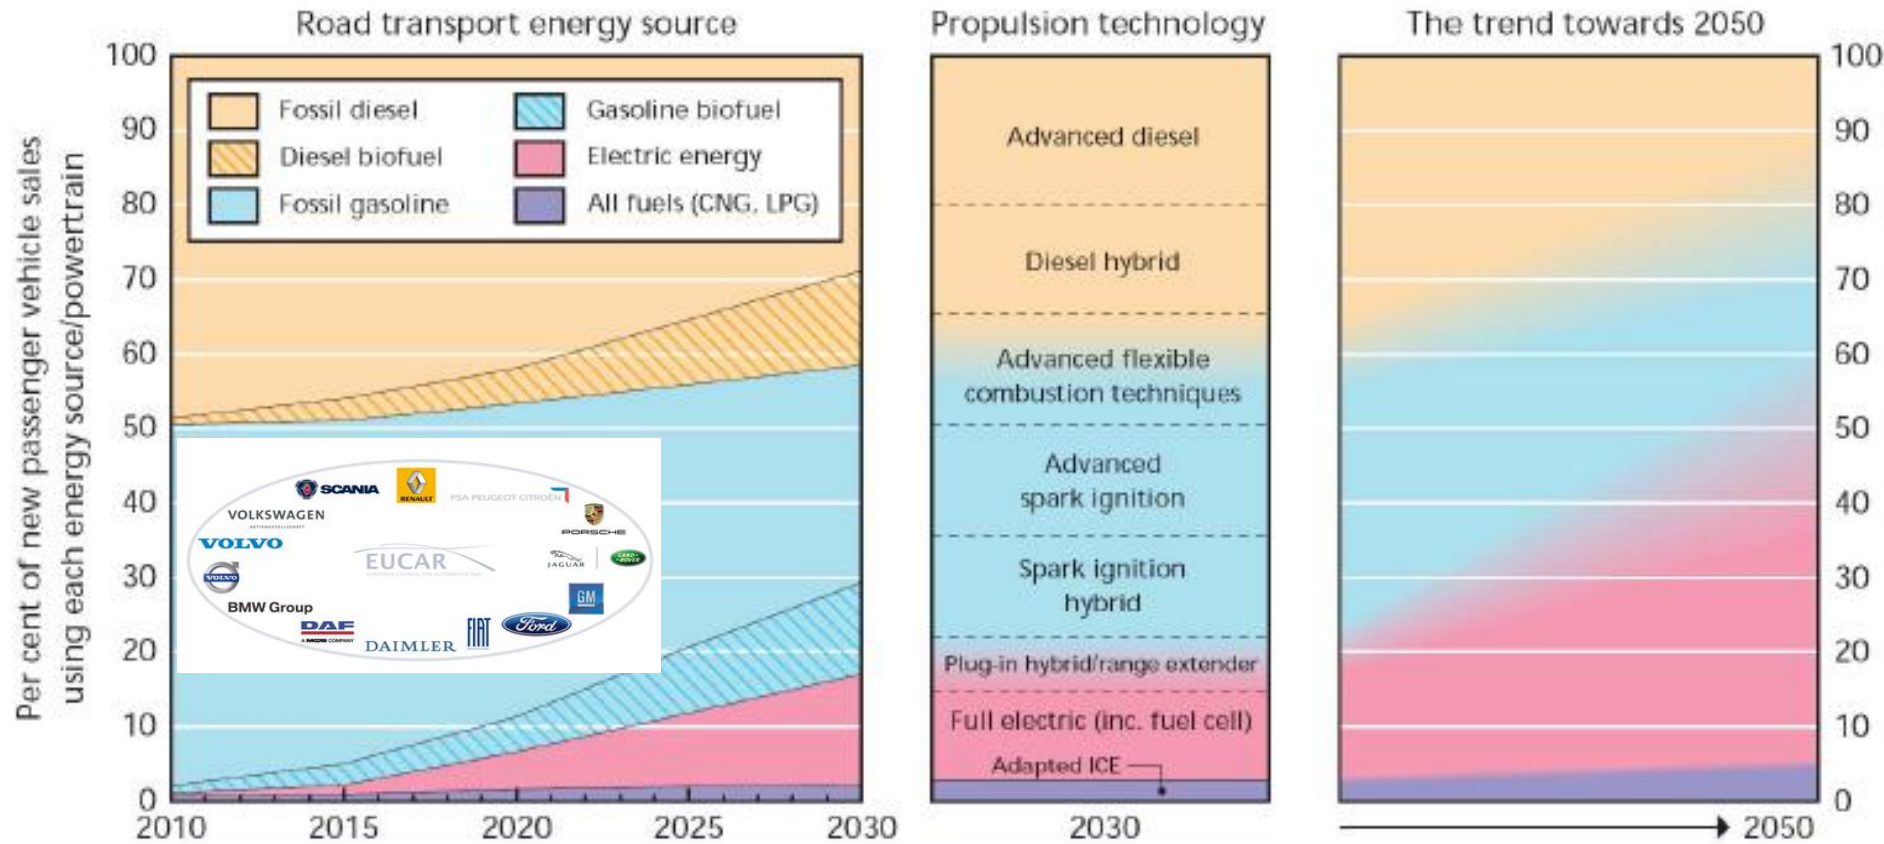 Road transport energy source
Propulsion technology
The trend towards 2050
Per cent of new passenger vehicle sales
using each energy source/powertrain
100
90
80
70
60
50
40
30
20
10
0
Fossil diesel
Diesel biofuel
Fossil gasoline
Gasoline biofuel
Electric energy
All fuels (CNG, LPG)
SCANIA
RENAULT
PSA PEUGEOT CITROËN
VOLKSWAGEN
AKTIENGESELLSCHAFT
PORSCHE
VOLVO
EUCAR
JAGUAR
LAND-
ROVER
VOLVO
BMW Group
GM
DAF
A PACCAR COMPANY
DAIMLER
FIAT
Ford
2010
2015
2020
2025
2030
Advanced diesel
Diesel hybrid
Advanced flexible
combustion techniques
Advanced
spark ignition
Spark ignition
hybrid
Plug-in hybrid/range extender
Full electric (inc. fuel cell)
Adapted ICE
2030
100
90
80
70
60
50
40
30
20
10
0
2050